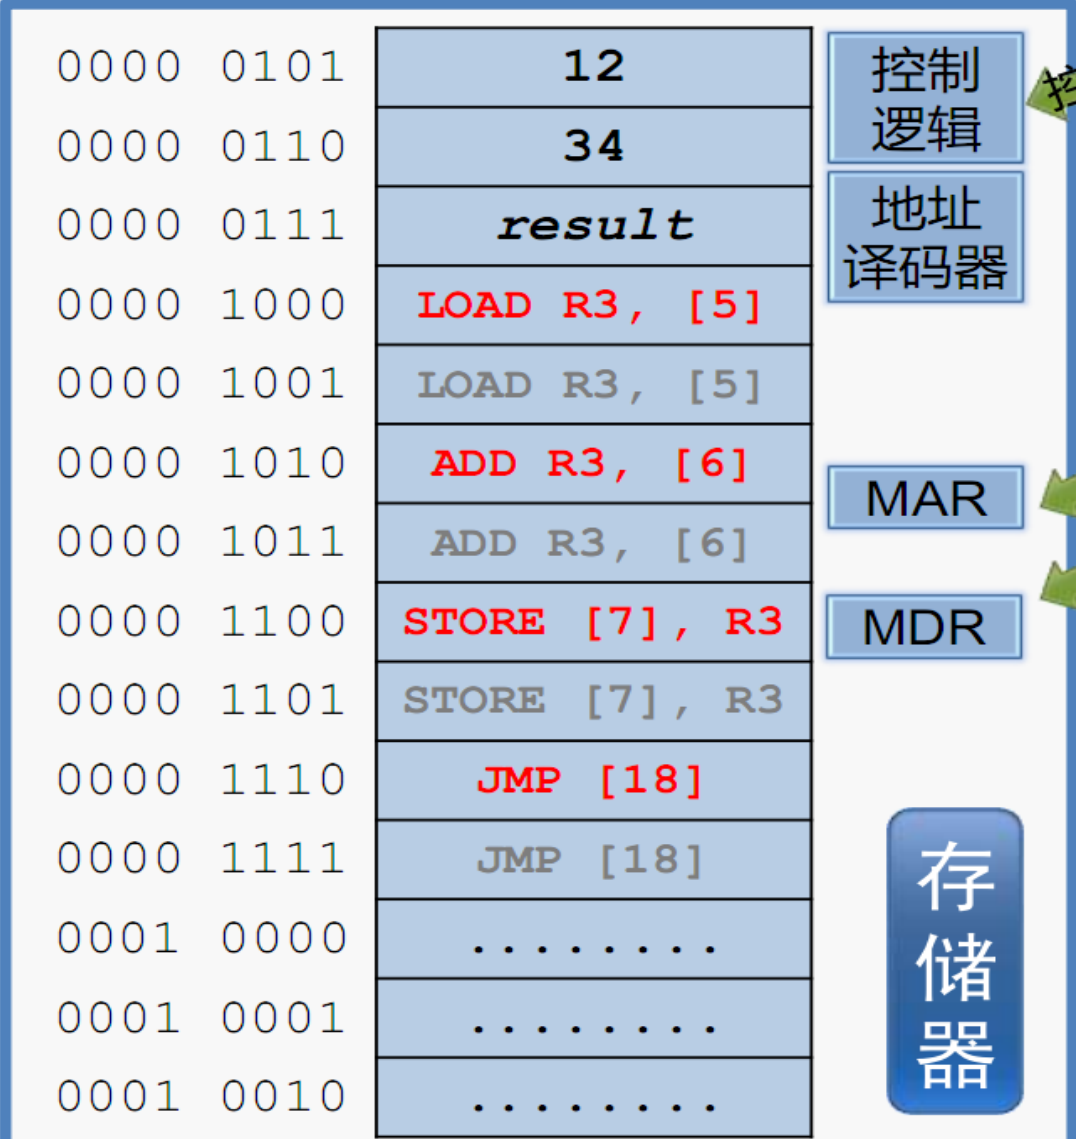 0000 0101 12
0000 0110 34
0000 0111 result
0000 1000 LOAD R3, [5]
0000 1001 LOAD R3, [5]
0000 1010 ADD R3, [6]
0000 1011 ADD R3, [6]
0000 1100 STORE [7], R3
0000 1101 STORE [7], R3
0000 1110 JMP [18]
0000 1111 JMP [18]
0001 0000 ........
0001 0001 ........
0001 0010 ........
控制
逻辑
控
地址
译码器
MAR
MDR
存
储
器